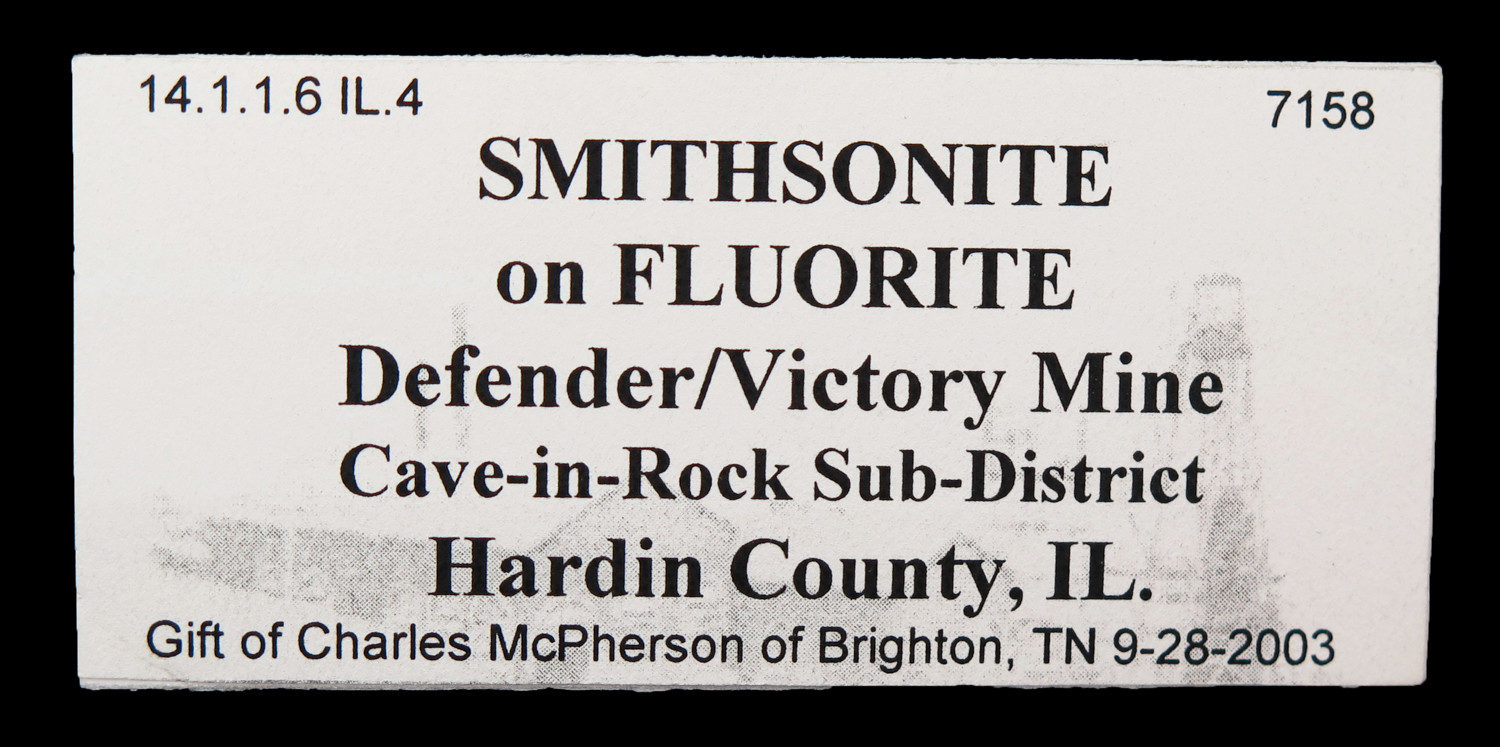 14.1.1.6 IL.4 7158
SMITHSONITE
on FLUORITE
Defender/Victory Mine
Cave-in-Rock Sub-District
Hardin County, IL.
Gift of Charles McPherson of Brighton, TN 9-28-2003